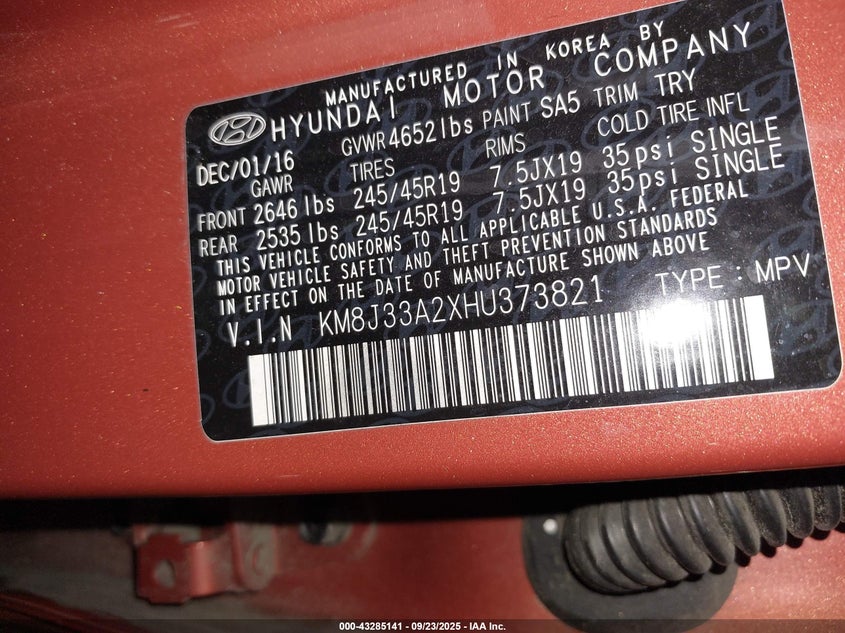 MANUFACTURED IN KOREA BY
HYUNDAI MOTOR COMPANY
DEC/01/16 GVWR 4652lbs PAINT SA5 TRIM TRY
GAWR TIRES RIMS COLD TIRE INFL
FRONT 2646 lbs 245/45R19 7.5JX19 35psi SINGLE
REAR 2535 lbs 245/45R19 7.5JX19 35psi SINGLE
THIS VEHICLE CONFORMS TO ALL APPLICABLE U.S.A. FEDERAL
MOTOR VEHICLE SAFETY AND THEFT PREVENTION STANDARDS
IN EFFECT ON THE DATE OF MANUFACTURE SHOWN ABOVE
V.I.N KM8J33A2XHU373821 TYPE : MPV
000-43285141 - 09/23/2025 - IAA Inc.